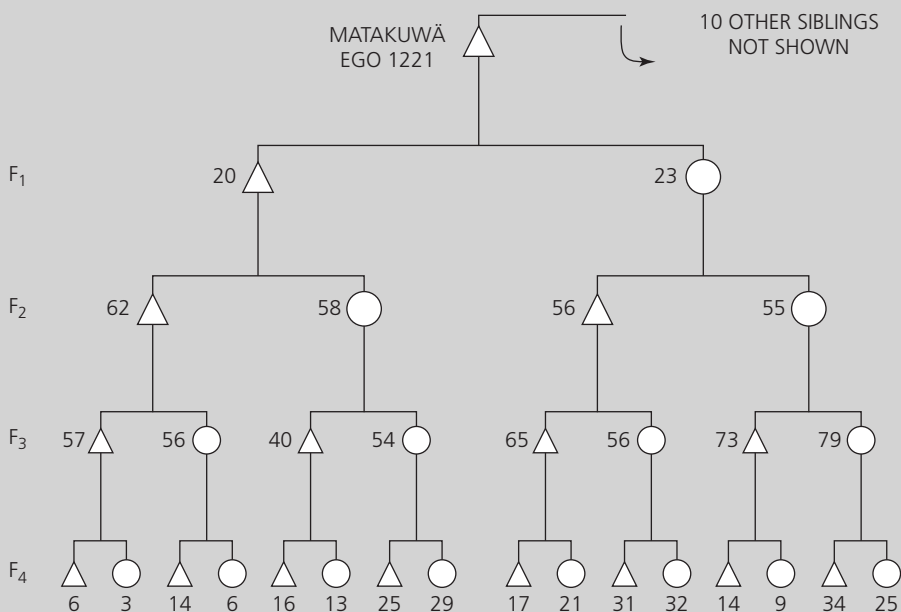 MATAKUWÄ
EGO 1221
10 OTHER SIBLINGS
NOT SHOWN
F₁ 20 23
F₂ 62 58 56 55
F₃ 57 56 40 54 65 56 73 79
F₄
6 3 14 6 16 13 25 29 17 21 31 32 14 9 34 25